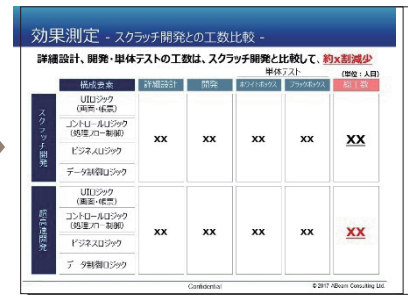 効果測定 - スクラッチ開発との工数比較 -
詳細設計、開発・単体テストの工数は、スクラッチ開発と比較して、約x割減少
単体テスト
(単位：人日)
構成要素 詳細設計 開発 ホワイトボックス ブラックボックス 総工数
スクラッチ開発
UIロジック
(画面・帳票)
コントロールロジック
(処理フロー制御)
ビジネスロジック
データ制御ロジック
xx xx xx xx xx
超高速開発
UIロジック
(画面・帳票)
コントロールロジック
(処理フロー制御)
ビジネスロジック
データ制御ロジック
xx xx xx xx xx
Confidential
© 2017 ABeam Consulting Ltd.